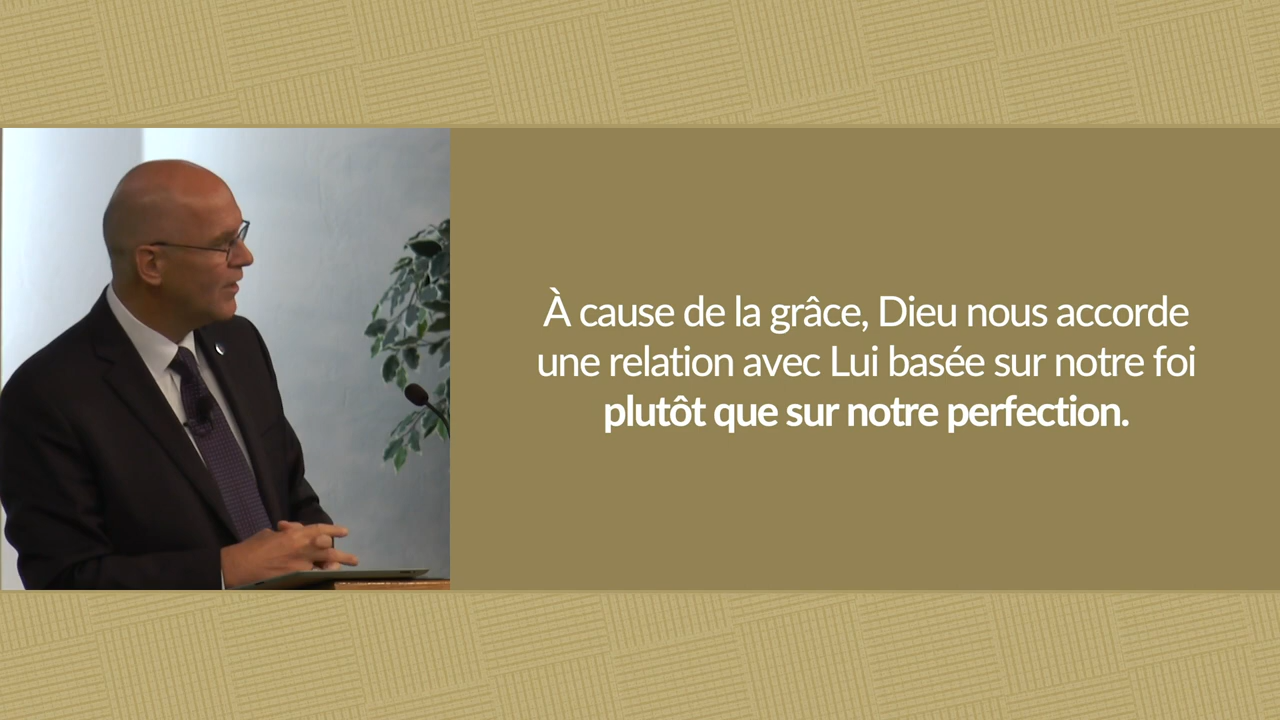 À cause de la grâce, Dieu nous accorde
une relation avec Lui basée sur notre foi
plutôt que sur notre perfection.